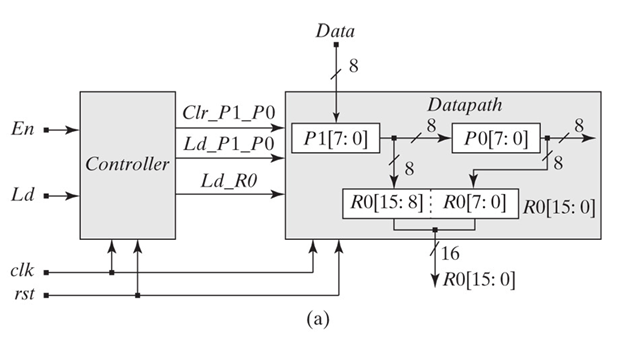 Data
8
Clr_P1_P0
Datapath
En
P1[7: 0]
8
P0[7: 0]
8
Ld_P1_P0
Controller
8
8
Ld
Ld_R0
R0[15: 8]
R0[7: 0]
R0[15: 0]
clk
16
rst
R0[15: 0]
(a)